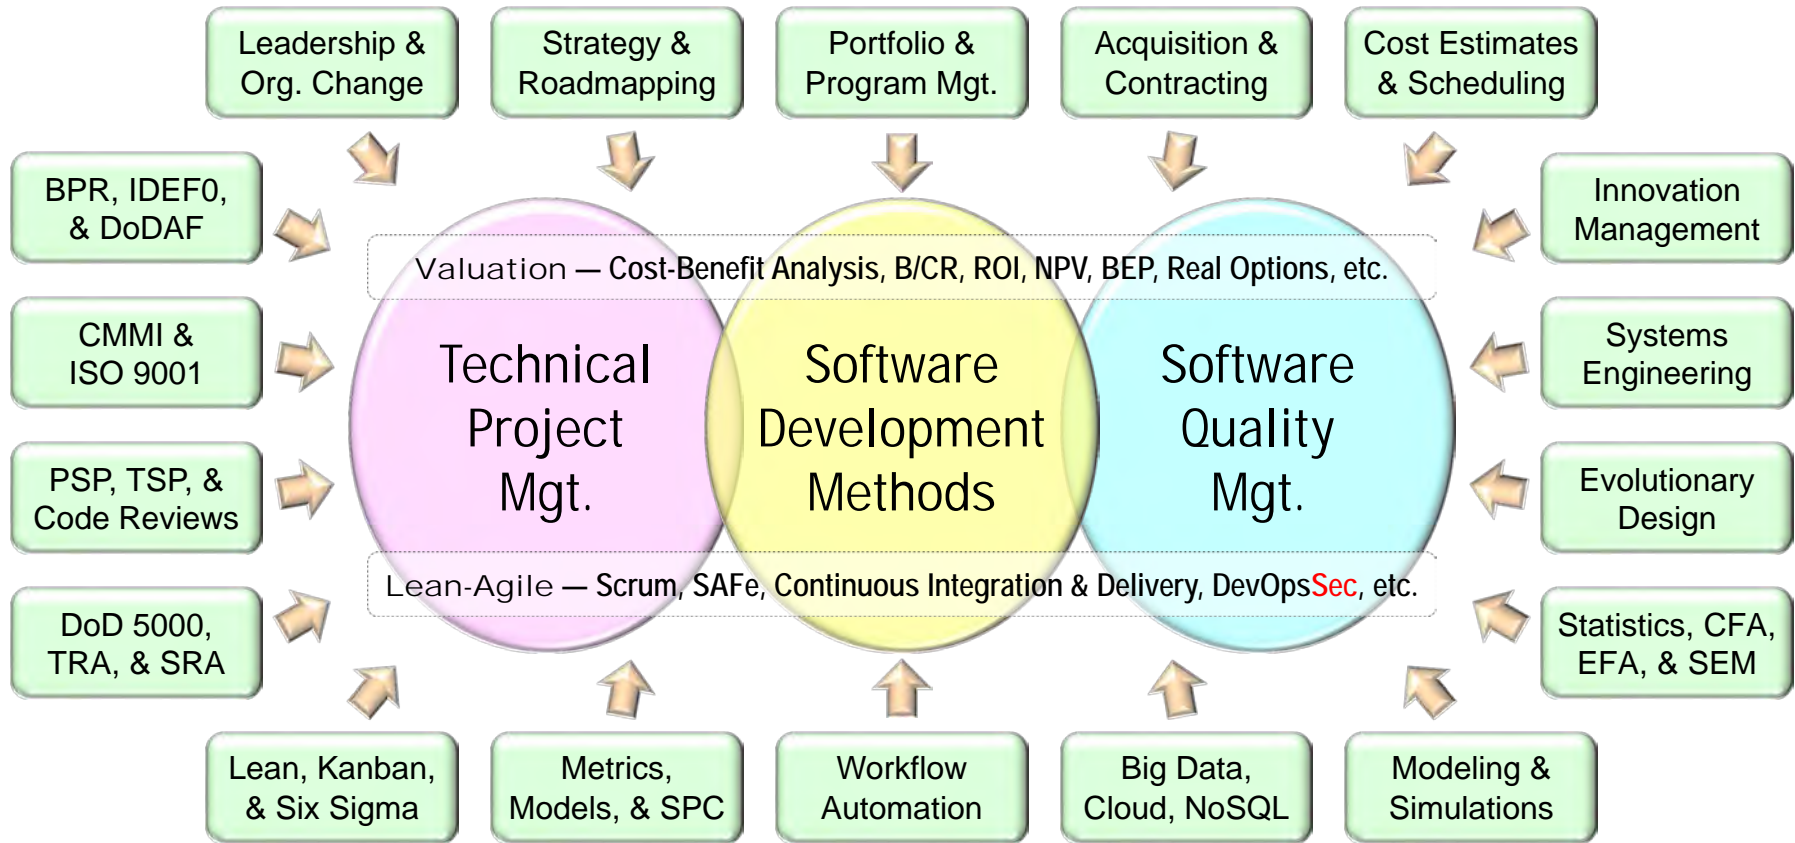 Leadership &
Org. Change
Strategy &
Roadmapping
Portfolio &
Program Mgt.
Acquisition &
Contracting
Cost Estimates
& Scheduling
BPR, IDEF0,
& DoDAF
CMMI &
ISO 9001
PSP, TSP, &
Code Reviews
DoD 5000,
TRA, & SRA
Valuation — Cost-Benefit Analysis, B/CR, ROI, NPV, BEP, Real Options, etc.
Technical
Project
Mgt.
Software
Development
Methods
Software
Quality
Mgt.
Lean-Agile — Scrum, SAFe, Continuous Integration & Delivery, DevOpsSec, etc.
Innovation
Management
Systems
Engineering
Evolutionary
Design
Statistics, CFA,
EFA, & SEM
Lean, Kanban,
& Six Sigma
Metrics,
Models, & SPC
Workflow
Automation
Big Data,
Cloud, NoSQL
Modeling &
Simulations